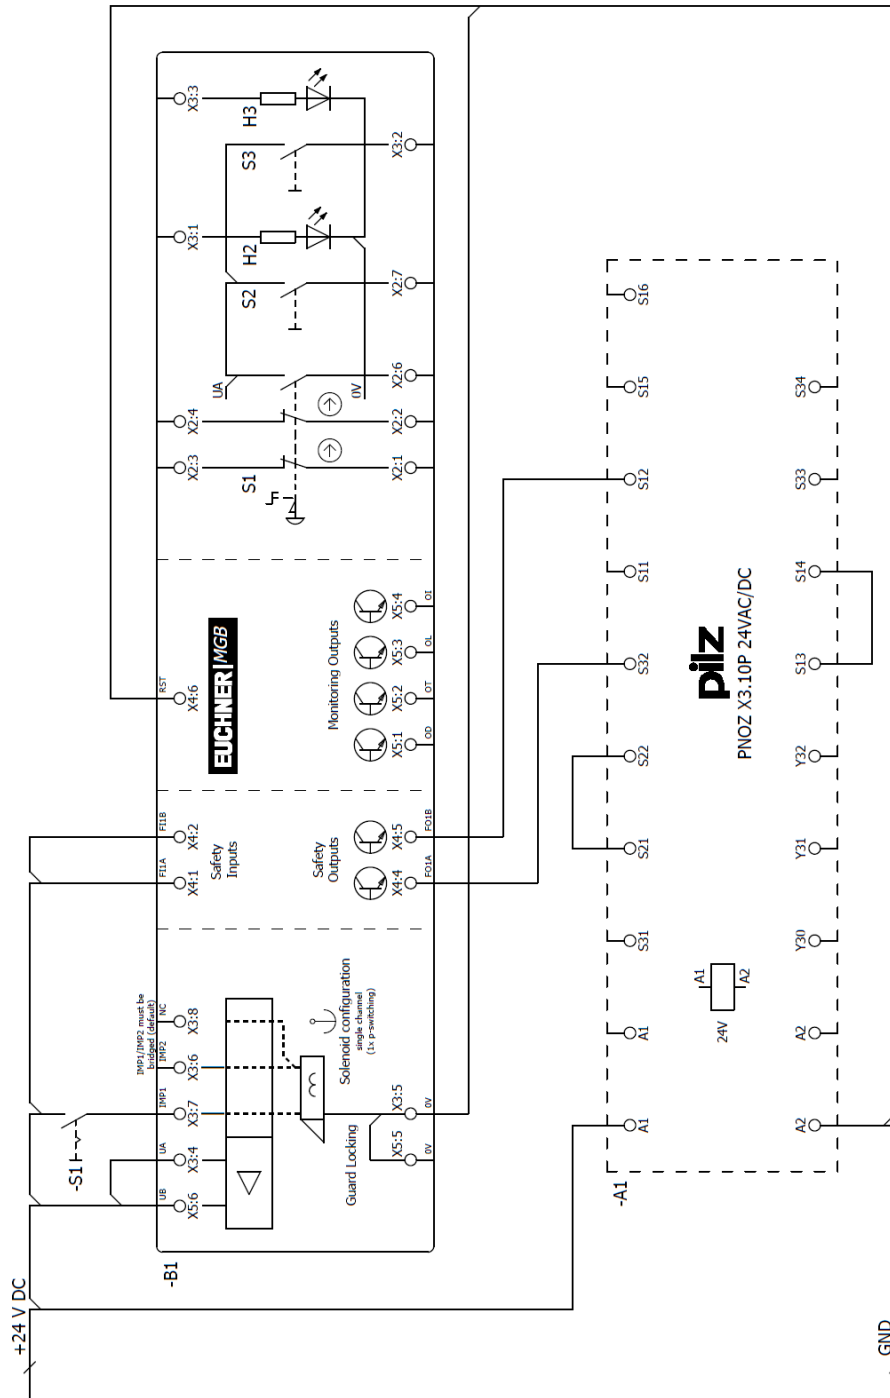 +24 V DC
GND
-B1
-S1
UB
UA
IMP1
IMP2
NC
IMP1/IMP2 must be
bridged (default)
X5:6
X3:4
X3:7
X3:6
X3:8
Guard Locking
Solenoid configuration
single channel
(1x p-switching)
X5:5
X3:5
0V
0V
FI1A
FI1B
X4:1
X4:2
Safety
Inputs
Safety
Outputs
X4:4
X4:5
FO1A
FO1B
RST
X4:6
EUCHNER MGB
Monitoring Outputs
X5:1
X5:2
X5:3
X5:4
OD
OT
OL
OI
X2:3
X2:4
X3:1
X3:3
S1
UA
S2
H2
S3
H3
0V
X2:1
X2:2
X2:6
X2:7
X3:2
-A1
A1
A1
S31
S21
S22
S32
S11
S12
S15
S16
24V
A1
A2
pilz
PNOZ X3.10P 24VAC/DC
A2
A2
Y30
Y31
Y32
S13
S14
S33
S34